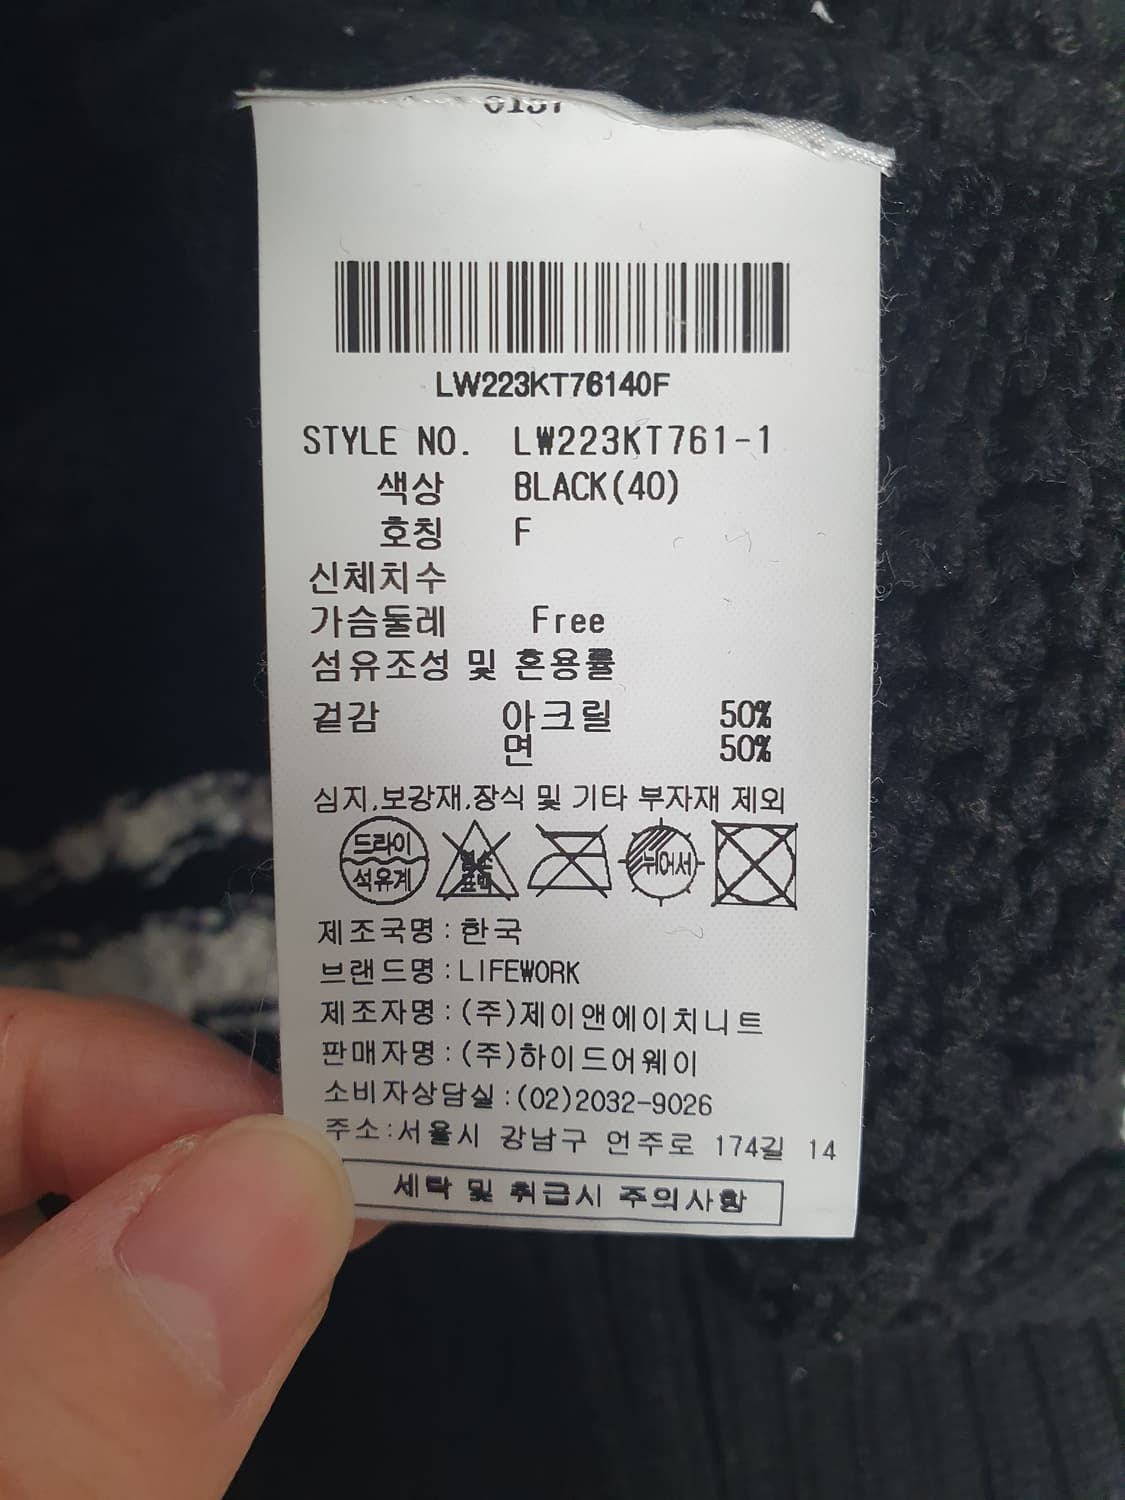 LW223KT76140F
STYLE NO. LW223KT761-1
색상 BLACK(40)
호칭 F
신체치수
가슴둘레 Free
섬유조성 및 혼용률
겉감 아크릴 50%
면 50%
심지,보강재,장식 및 기타 부자재 제외
드라이 뉘어서
석유계
제조국명:한국
브랜드명:LIFEWORK
제조자명:(주)제이앤에이치니트
판매자명:(주)하이드어웨이
소비자상담실:(02)2032-9026
주소:서울시 강남구 언주로 174길 14
세탁 및 취급시 주의사항